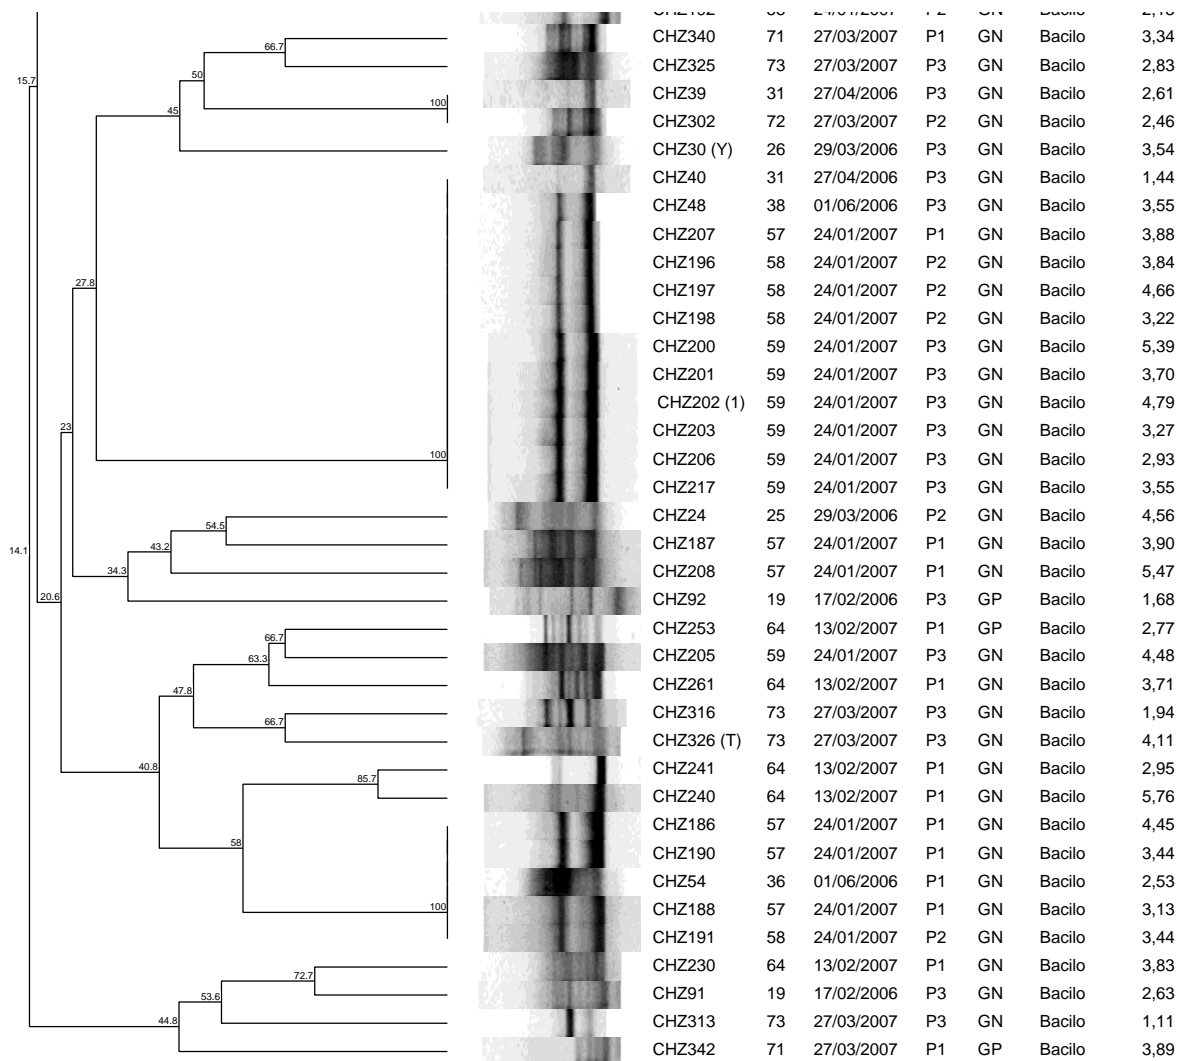 CHZ340 71 27/03/2007 P1 GN Bacilo 3,34
66.7
CHZ325 73 27/03/2007 P3 GN Bacilo 2,83
15.7 50
CHZ39 31 27/04/2006 P3 GN Bacilo 2,61
100
45
CHZ302 72 27/03/2007 P2 GN Bacilo 2,46
CHZ30 (Y) 26 29/03/2006 P3 GN Bacilo 3,54
CHZ40 31 27/04/2006 P3 GN Bacilo 1,44
CHZ48 38 01/06/2006 P3 GN Bacilo 3,55
CHZ207 57 24/01/2007 P1 GN Bacilo 3,88
CHZ196 58 24/01/2007 P2 GN Bacilo 3,84
27.8
CHZ197 58 24/01/2007 P2 GN Bacilo 4,66
CHZ198 58 24/01/2007 P2 GN Bacilo 3,22
CHZ200 59 24/01/2007 P3 GN Bacilo 5,39
CHZ201 59 24/01/2007 P3 GN Bacilo 3,70
CHZ202 (1) 59 24/01/2007 P3 GN Bacilo 4,79
23
CHZ203 59 24/01/2007 P3 GN Bacilo 3,27
100
CHZ206 59 24/01/2007 P3 GN Bacilo 2,93
CHZ217 59 24/01/2007 P3 GN Bacilo 3,55
CHZ24 25 29/03/2006 P2 GN Bacilo 4,56
54.5
CHZ187 57 24/01/2007 P1 GN Bacilo 3,90
14.1 43.2
CHZ208 57 24/01/2007 P1 GN Bacilo 5,47
34.3
20.6
CHZ92 19 17/02/2006 P3 GP Bacilo 1,68
CHZ253 64 13/02/2007 P1 GP Bacilo 2,77
66.7
CHZ205 59 24/01/2007 P3 GN Bacilo 4,48
63.3
CHZ261 64 13/02/2007 P1 GN Bacilo 3,71
47.8
CHZ316 73 27/03/2007 P3 GN Bacilo 1,94
66.7
CHZ326 (T) 73 27/03/2007 P3 GN Bacilo 4,11
40.8
CHZ241 64 13/02/2007 P1 GN Bacilo 2,95
85.7
CHZ240 64 13/02/2007 P1 GN Bacilo 5,76
CHZ186 57 24/01/2007 P1 GN Bacilo 4,45
58
CHZ190 57 24/01/2007 P1 GN Bacilo 3,44
CHZ54 36 01/06/2006 P1 GN Bacilo 2,53
100
CHZ188 57 24/01/2007 P1 GN Bacilo 3,13
CHZ191 58 24/01/2007 P2 GN Bacilo 3,44
CHZ230 64 13/02/2007 P1 GN Bacilo 3,83
72.7
CHZ91 19 17/02/2006 P3 GN Bacilo 2,63
53.6
CHZ313 73 27/03/2007 P3 GN Bacilo 1,11
44.8
CHZ342 71 27/03/2007 P1 GP Bacilo 3,89